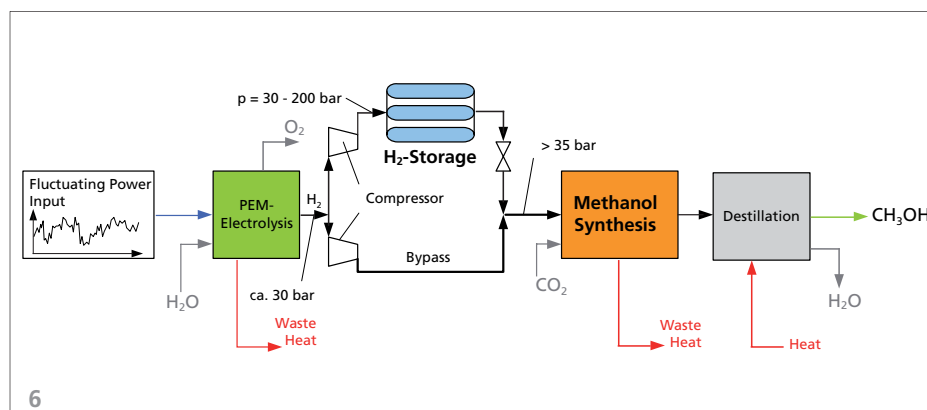 p = 30 - 200 bar
O₂
H₂-Storage
> 35 bar
Fluctuating Power
Input
PEM-
Electrolysis
H₂
Compressor
Methanol
Synthesis
Destillation
CH₃OH
Bypass
ca. 30 bar
H₂O
CO₂
H₂O
Waste
Heat
Waste
Heat
Heat
6